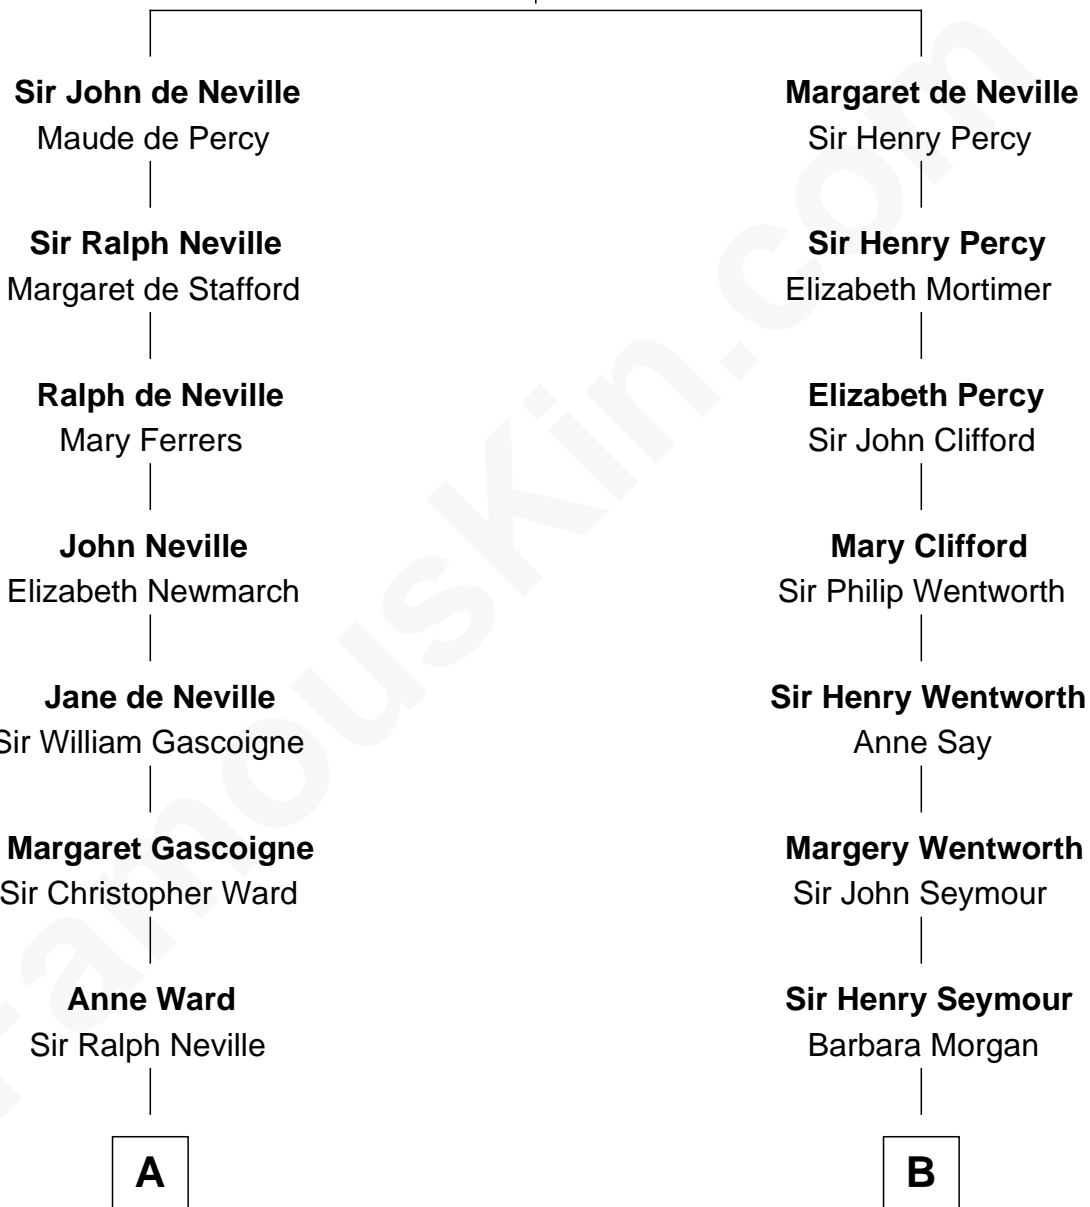 Sir John de Neville
Maude de Percy
Sir Ralph Neville
Margaret de Stafford
Ralph de Neville
Mary Ferrers
John Neville
Elizabeth Newmarch
Jane de Neville
Sir William Gascoigne
Margaret Gascoigne
Sir Christopher Ward
Anne Ward
Sir Ralph Neville
A
Margaret de Neville
Sir Henry Percy
Sir Henry Percy
Elizabeth Mortimer
Elizabeth Percy
Sir John Clifford
Mary Clifford
Sir Philip Wentworth
Sir Henry Wentworth
Anne Say
Margery Wentworth
Sir John Seymour
Sir Henry Seymour
Barbara Morgan
B
FamousKin.com